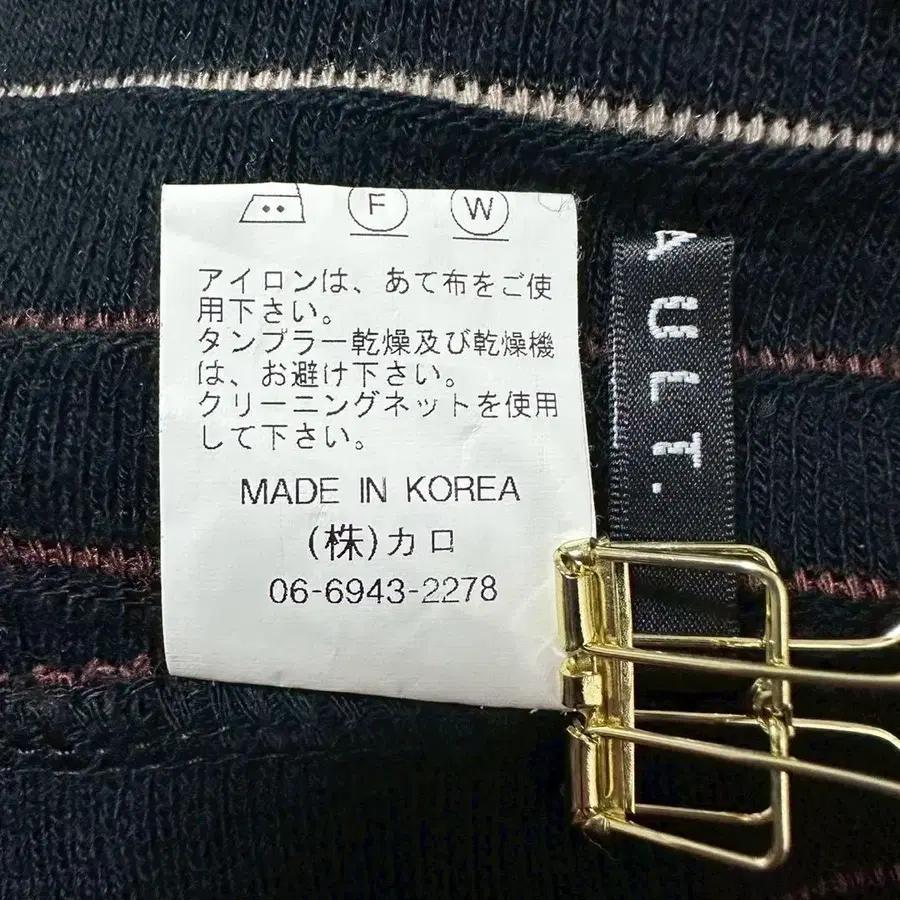 F W
アイロンは、あて布をご使
用下さい。
タンブラー乾燥及び乾燥機
は、お避け下さい。
クリーニングネットを使用
して下さい。
MADE IN KOREA
(株)カロ
06-6943-2278
AULT.